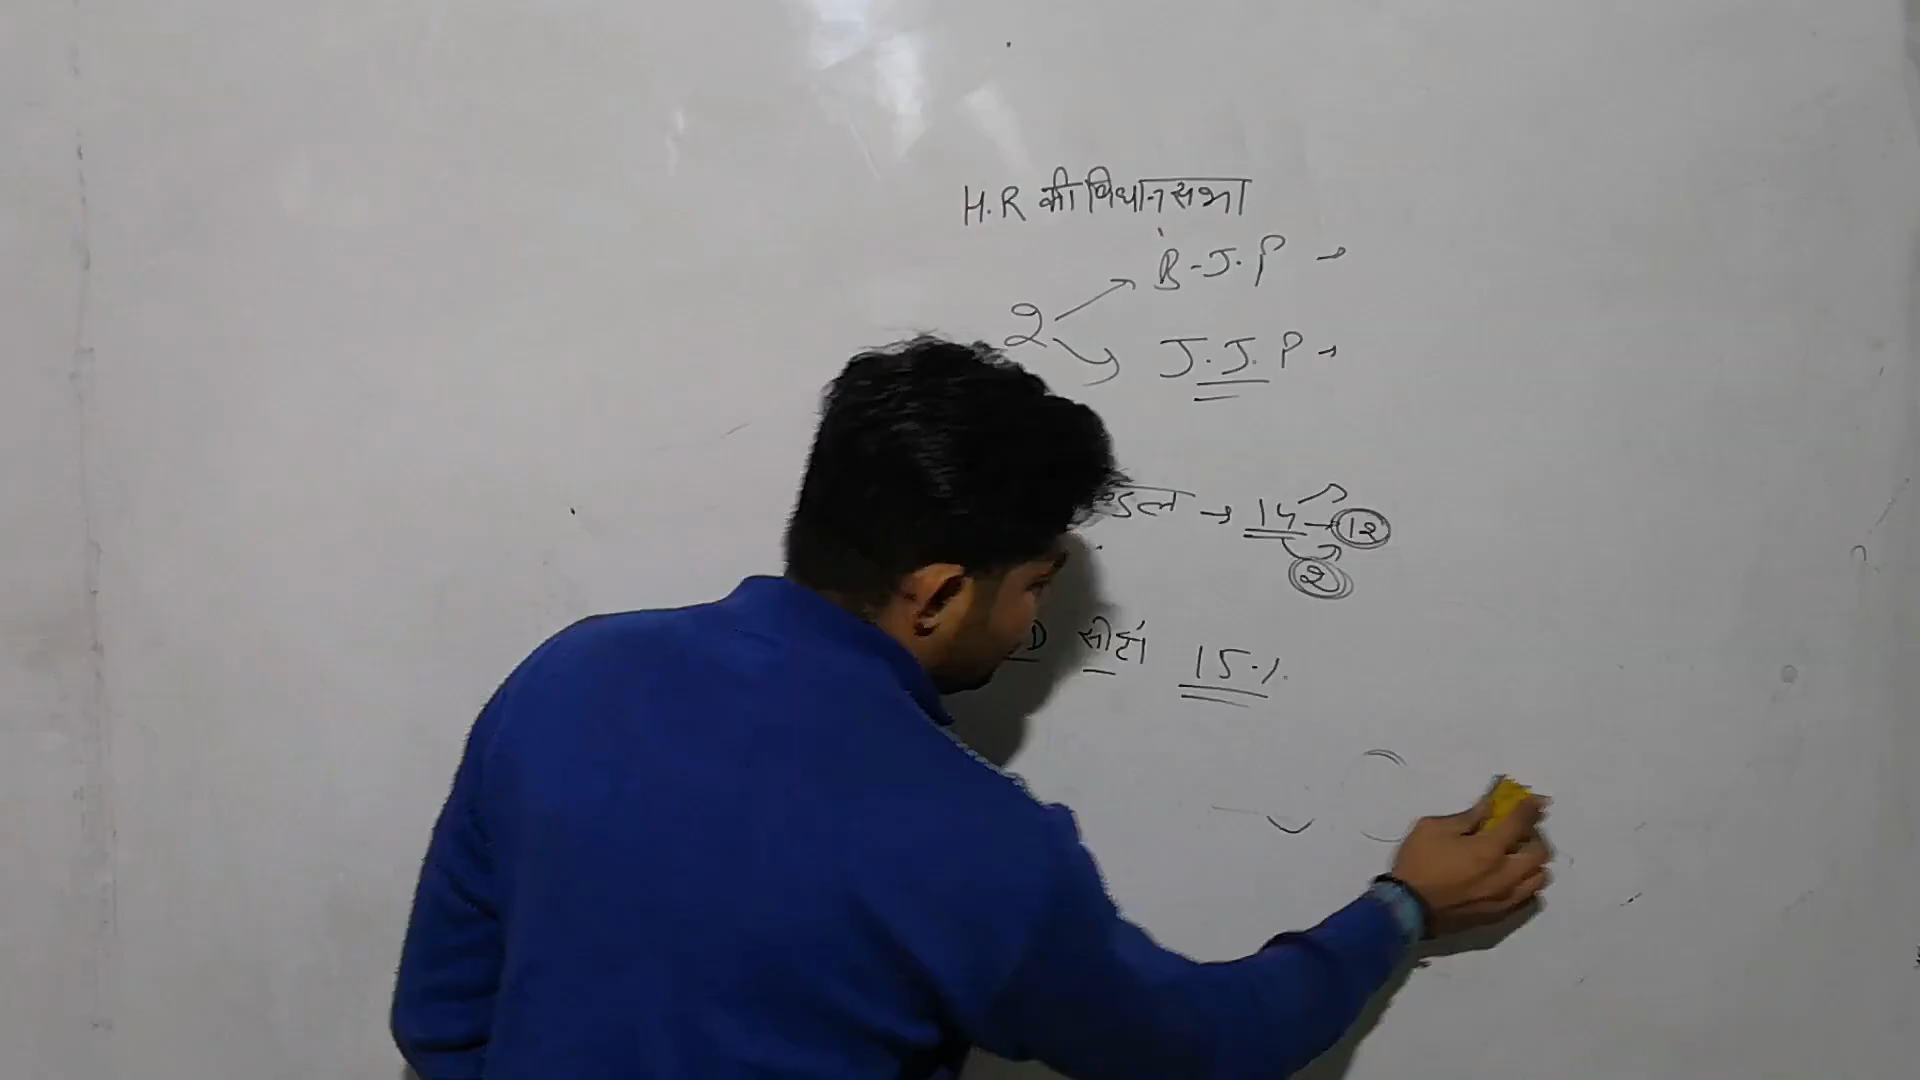 H.R की विधानसभा
B.J.P →
2
J.J.P →
→ 14 → 12
2
सीटों 15%